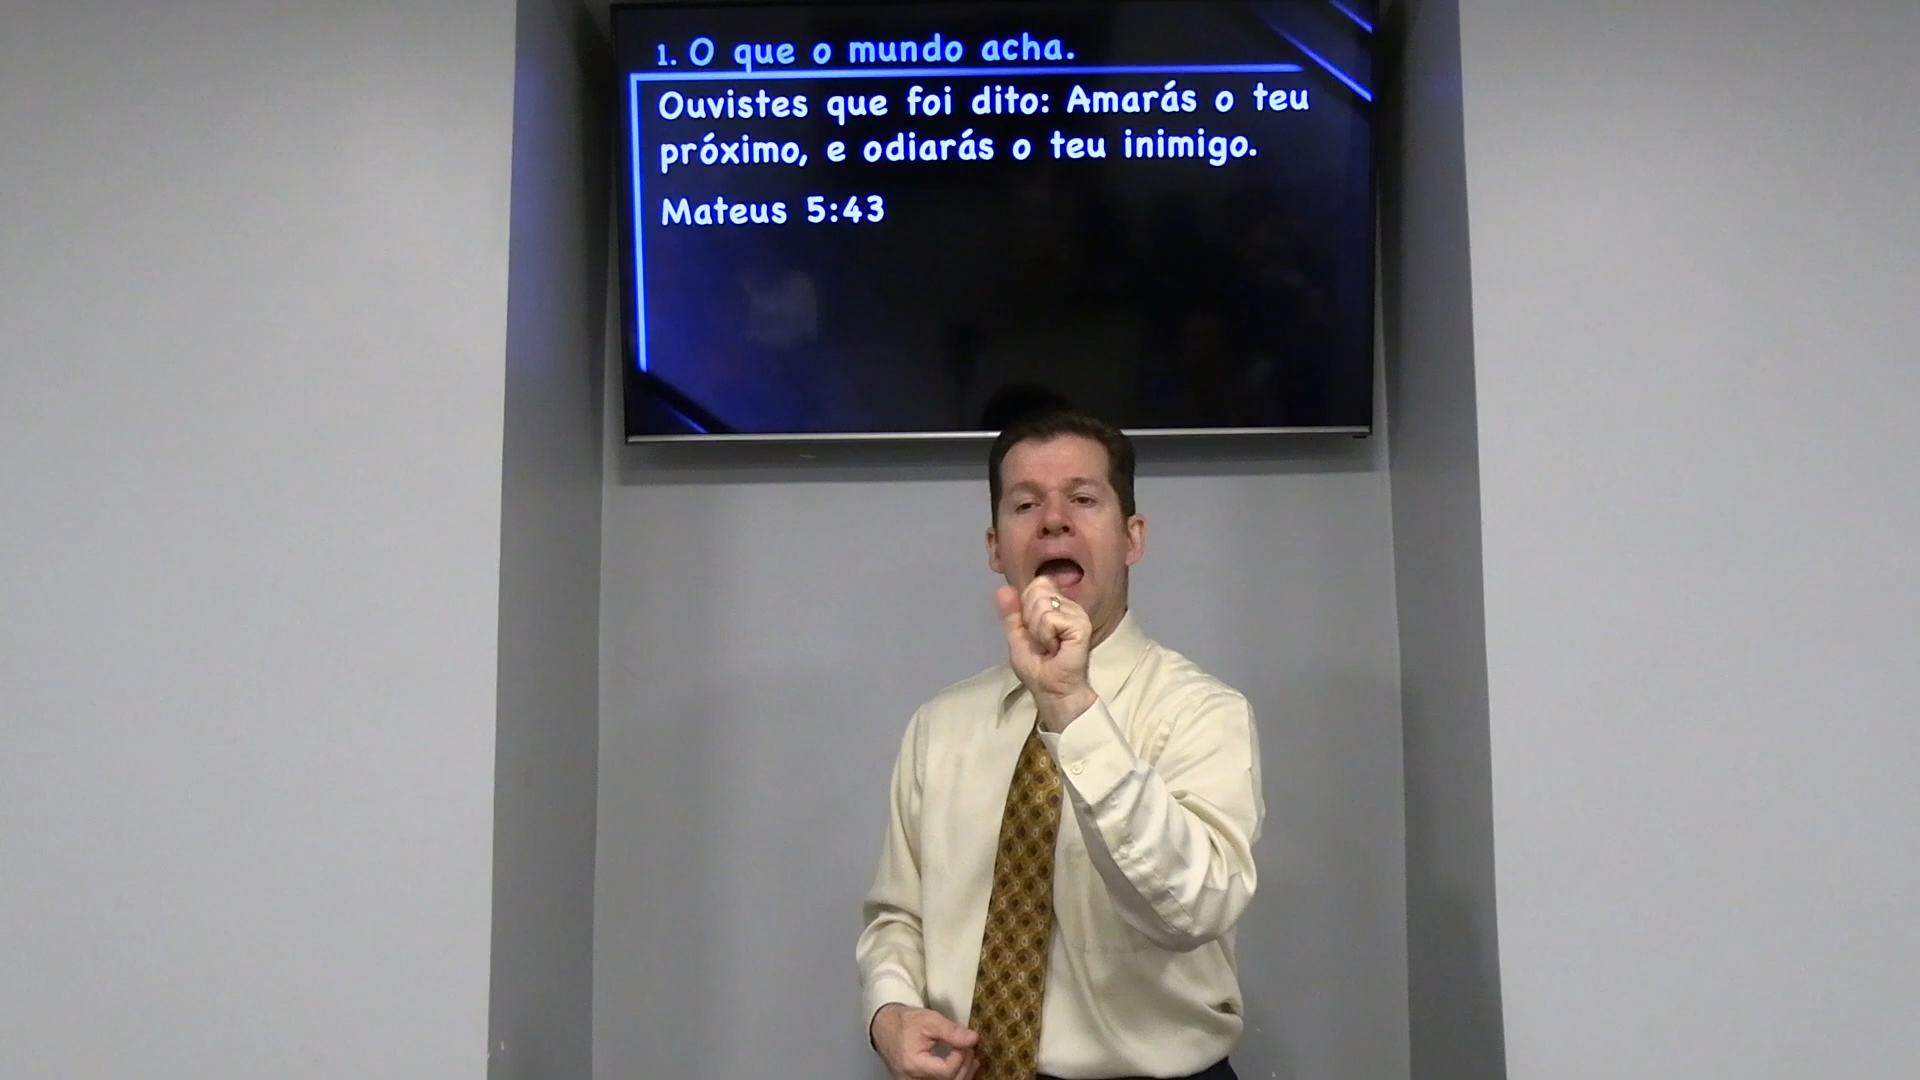 1. O que o mundo acha.
Ouvistes que foi dito: Amarás o teu
próximo, e odiarás o teu inimigo.
Mateus 5:43